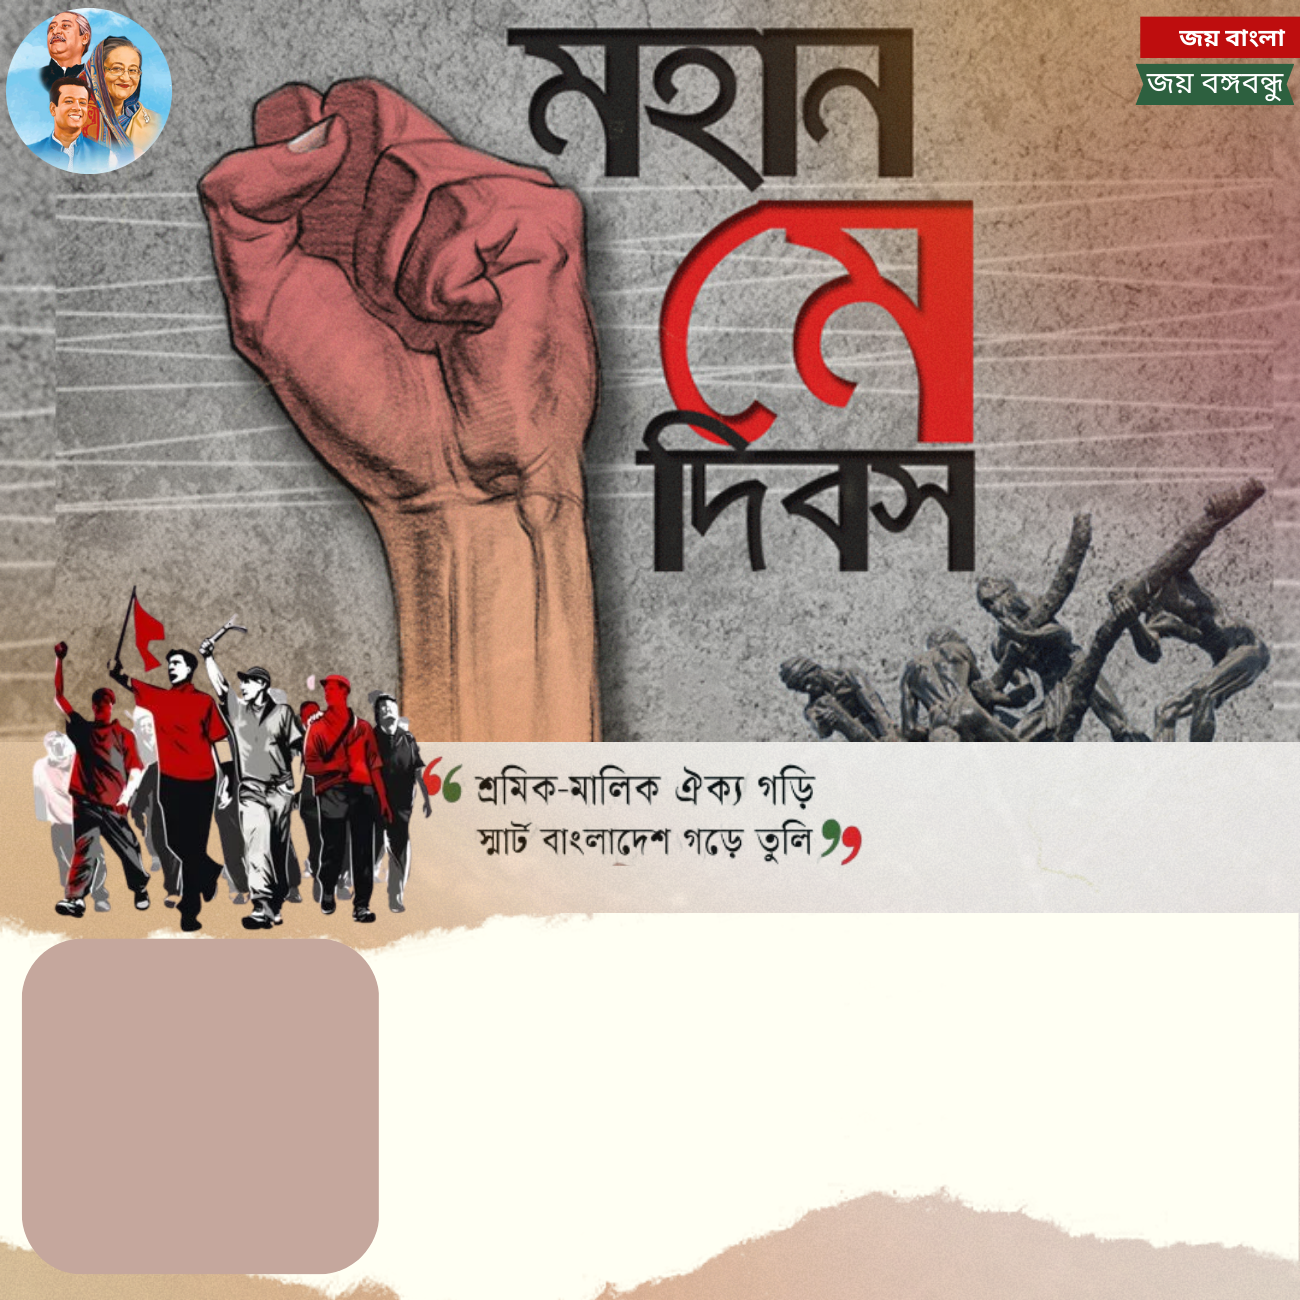 জয় বাংলা
জয় বঙ্গবন্ধু
মহান
মে
দিবস
“শ্রমিক-মালিক ঐক্য গড়ি
স্মার্ট বাংলাদেশ গড়ে তুলি”